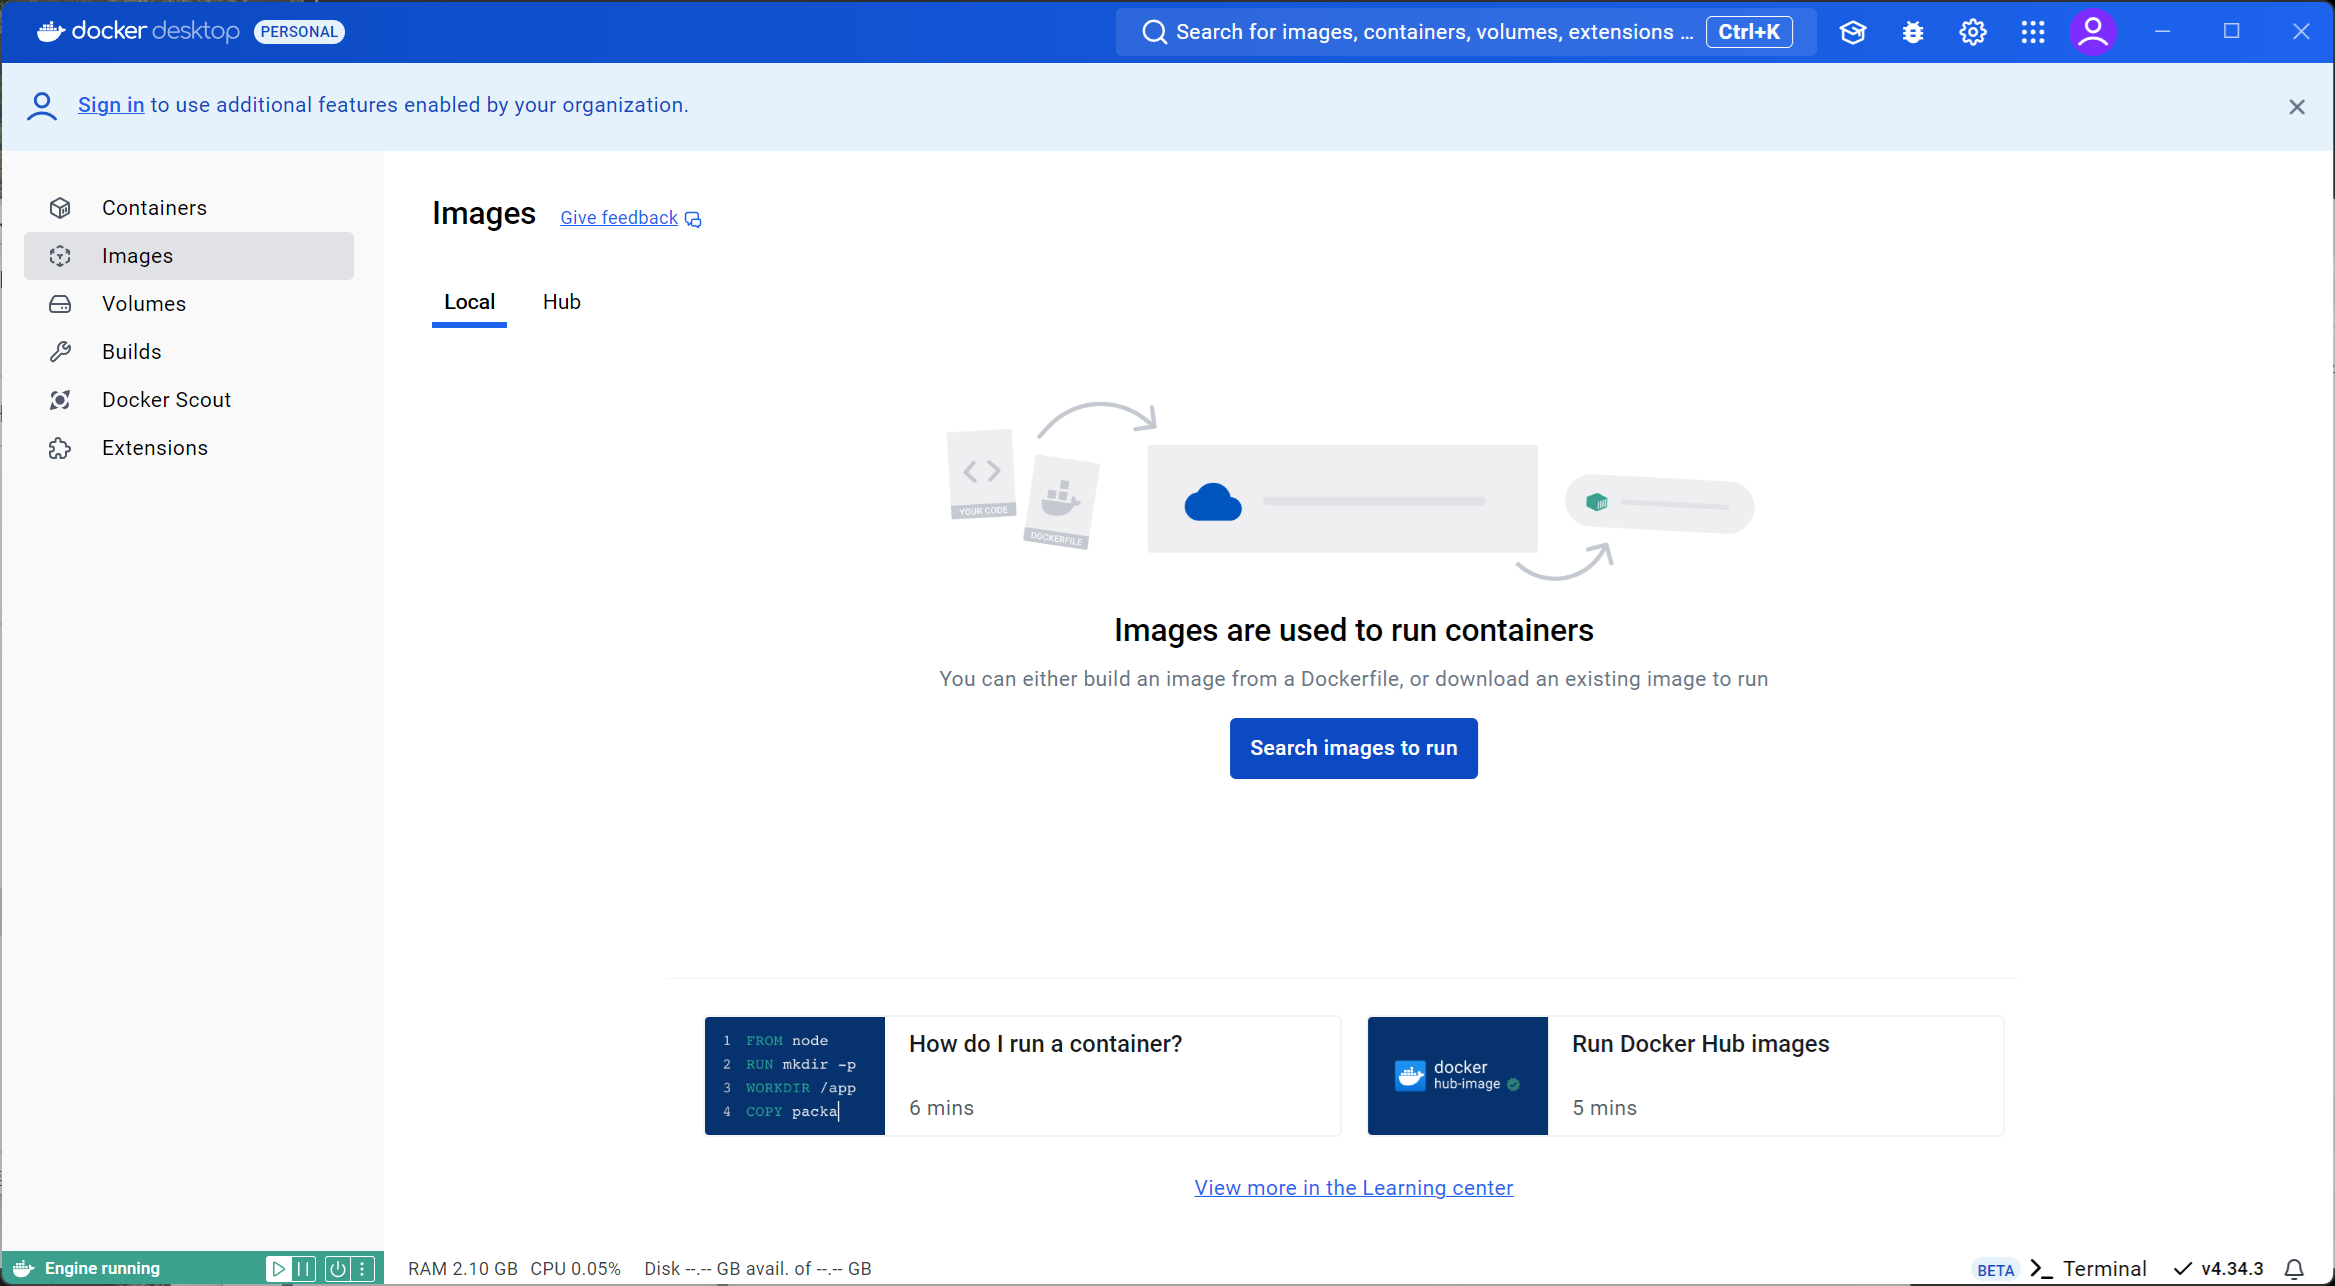 docker desktop PERSONAL
Search for images, containers, volumes, extensions ... Ctrl+K
Sign in to use additional features enabled by your organization.
Containers
Images
Volumes
Builds
Docker Scout
Extensions
Images Give feedback
Local Hub
YOUR CODE
DOCKERFILE
Images are used to run containers
You can either build an image from a Dockerfile, or download an existing image to run
Search images to run
1 FROM node
2 RUN mkdir -p
3 WORKDIR /app
4 COPY packa
How do I run a container?
6 mins
docker
hub-image
Run Docker Hub images
5 mins
View more in the Learning center
Engine running
RAM 2.10 GB CPU 0.05% Disk --.-- GB avail. of --.-- GB
BETA >_ Terminal v4.34.3